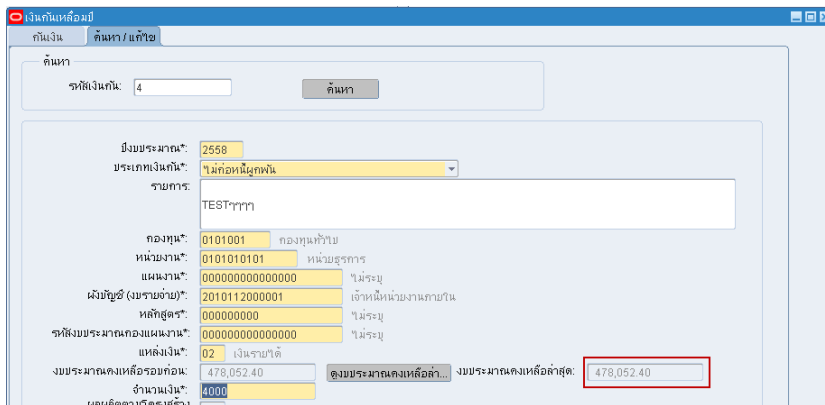 เงินกันเหลื่อมปี
กันเงิน ค้นหา / แก้ไข
ค้นหา
รหัสเงินกัน: 4 ค้นหา
ปีงบประมาณ*: 2558
ประเภทเงินกัน*: ไม่ก่อหนี้ผูกพัน
รายการ:
TESTๆๆๆๆ
กองทุน*: 0101001 กองทุนทั่วไป
หน่วยงาน*: 0101010101 หน่วยธุรการ
แผนงาน*: 000000000000000 ไม่ระบุ
ผังบัญชี (งบรายจ่าย)*: 2010112000001 เจ้าหนี้หน่วยงานภายใน
หลักสูตร*: 000000000 ไม่ระบุ
รหัสงบประมาณกองแผนงาน*: 000000000000000 ไม่ระบุ
แหล่งเงิน*: 02 เงินรายได้
งบประมาณคงเหลือรอบก่อน: 478,052.40 ดูงบประมาณคงเหลือล่า... งบประมาณคงเหลือล่าสุด: 478,052.40
จำนวนเงิน*: 4000